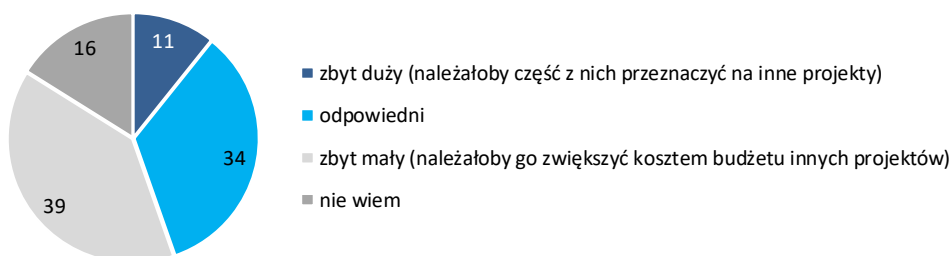 11
34
39
16
zbyt duży (należałoby część z nich przeznaczyć na inne projekty)
odpowiedni
zbyt mały (należałoby go zwiększyć kosztem budżetu innych projektów)
nie wiem